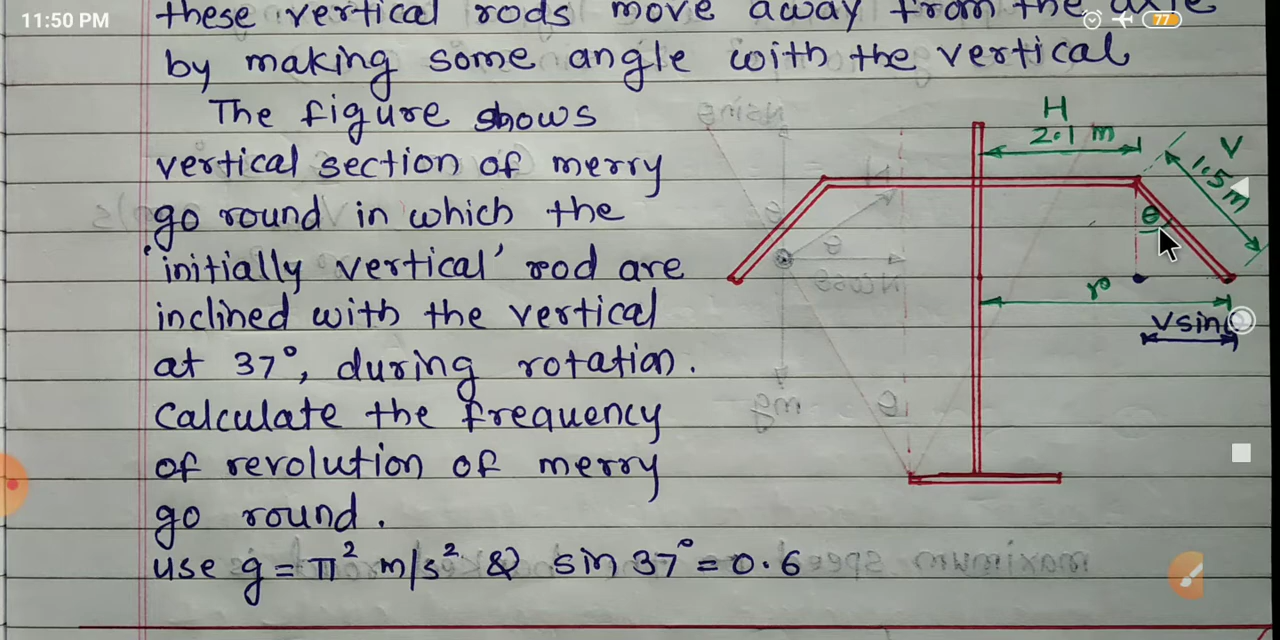 11:50 PM
77
these vertical rods move away from the axle
by making some angle with the vertical
The figure shows
vertical section of merry
go round in which the
'initially vertical' rod are
inclined with the vertical
at 37°, during rotation.
Calculate the frequency
of revolution of merry
go round.
use g = π² m/s² & sin 37° = 0.6
H
2.1 m
V
1.5 m
θ
r
V sin